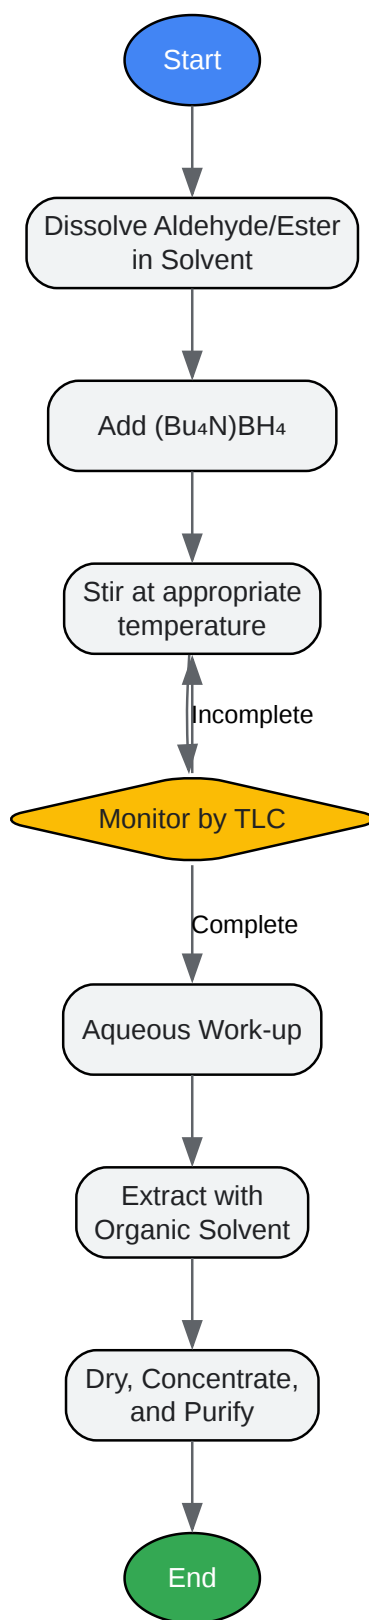 Start
Dissolve Aldehyde/Ester
in Solvent
Add (Bu₄N)BH₄
Stir at appropriate
temperature
Incomplete
Monitor by TLC
Complete
Aqueous Work-up
Extract with
Organic Solvent
Dry, Concentrate,
and Purify
End